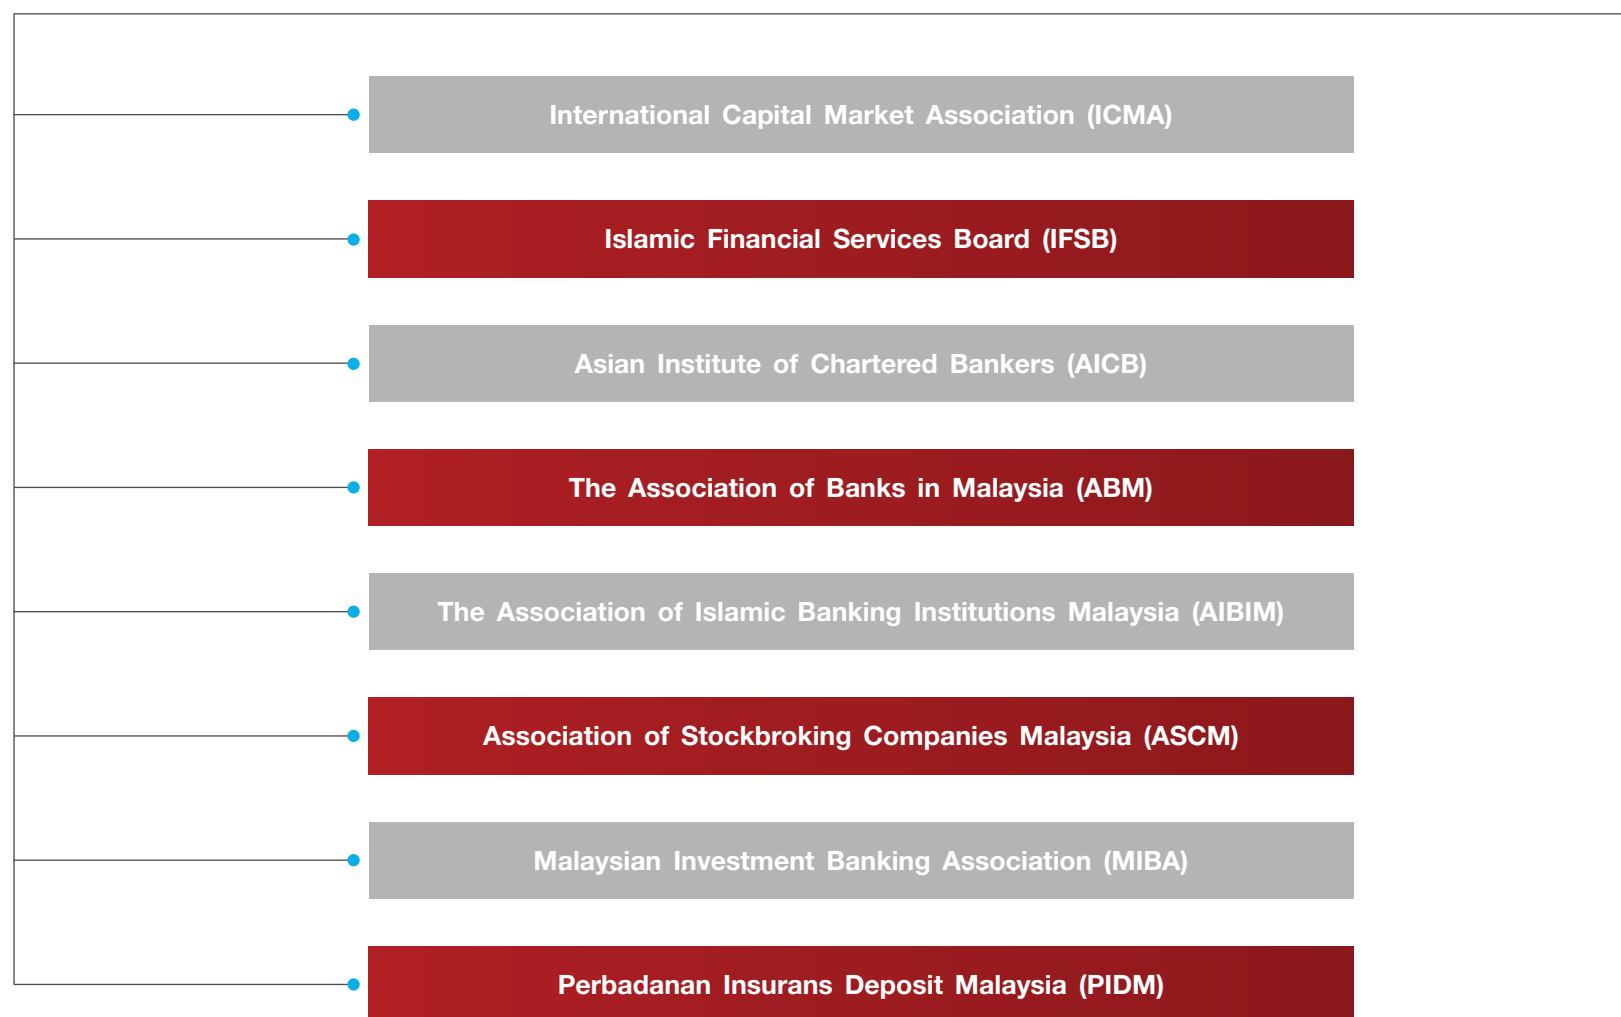 International Capital Market Association (ICMA)
Islamic Financial Services Board (IFSB)
Asian Institute of Chartered Bankers (AICB)
The Association of Banks in Malaysia (ABM)
The Association of Islamic Banking Institutions Malaysia (AIBIM)
Association of Stockbroking Companies Malaysia (ASCM)
Malaysian Investment Banking Association (MIBA)
Perbadanan Insurans Deposit Malaysia (PIDM)